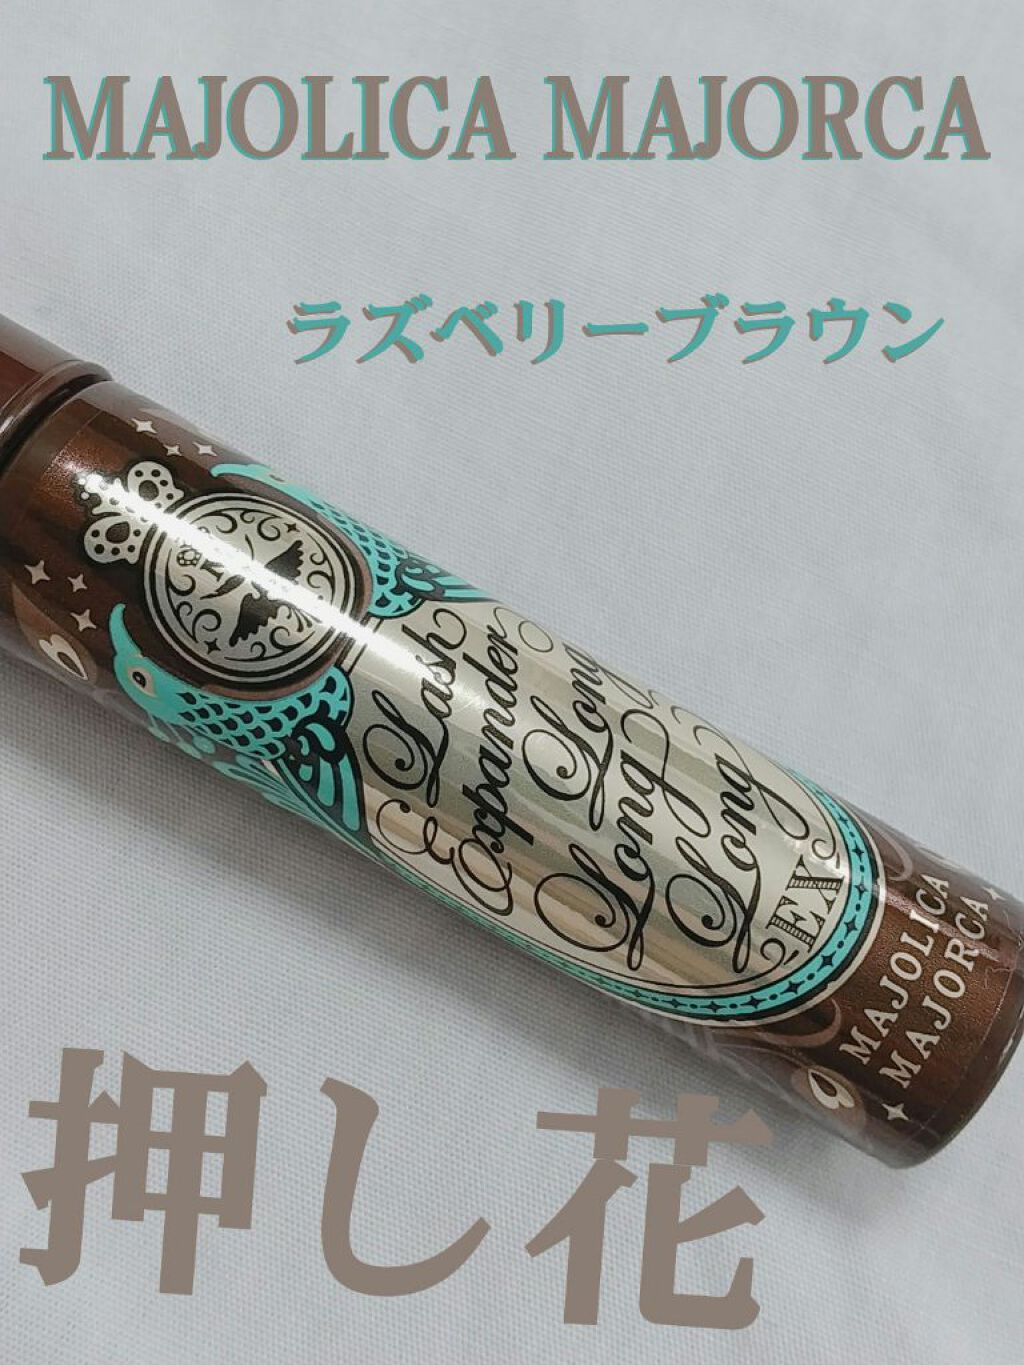 MAJOLICA MAJORCA
ラズベリーブラウン
Lash
Expander
Long
Long
Long
EX
MAJOLICA
MAJORCA
押し花